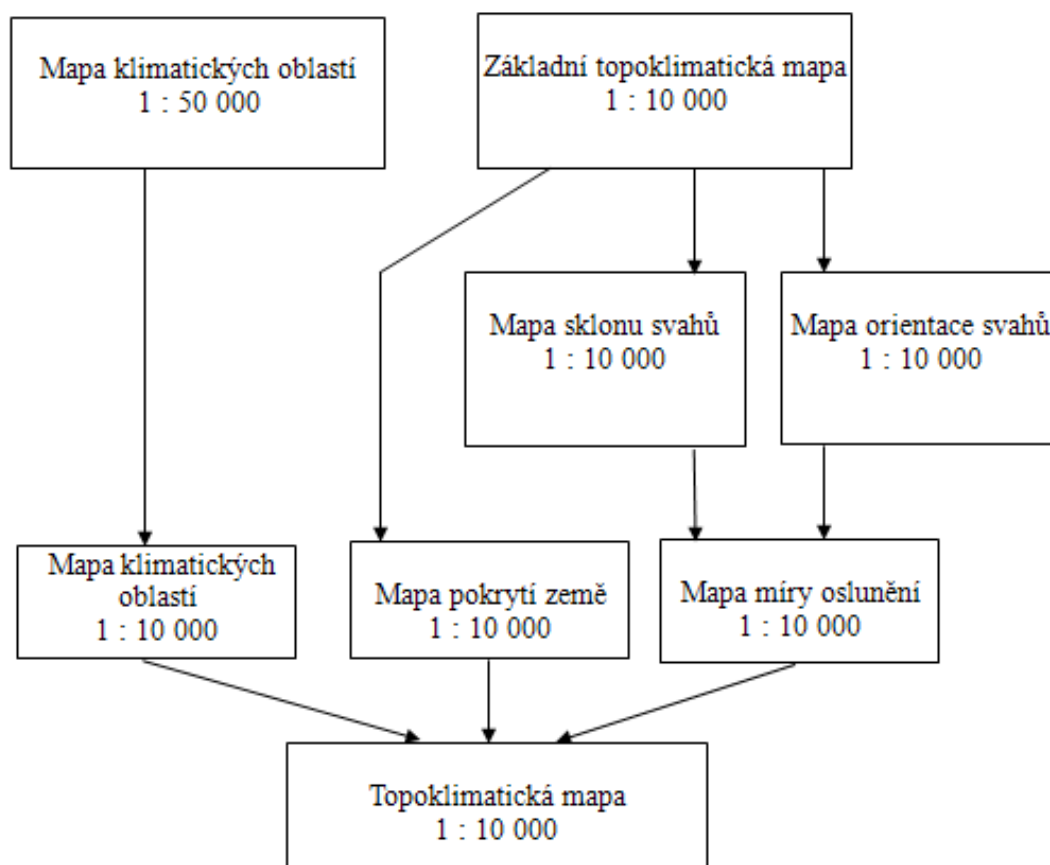 Mapa klimatických oblastí
1 : 50 000
Základní topoklimatická mapa
1 : 10 000
Mapa sklonu svahů
1 : 10 000
Mapa orientace svahů
1 : 10 000
Mapa klimatických
oblastí
1 : 10 000
Mapa pokrytí země
1 : 10 000
Mapa míry oslunění
1 : 10 000
Topoklimatická mapa
1 : 10 000